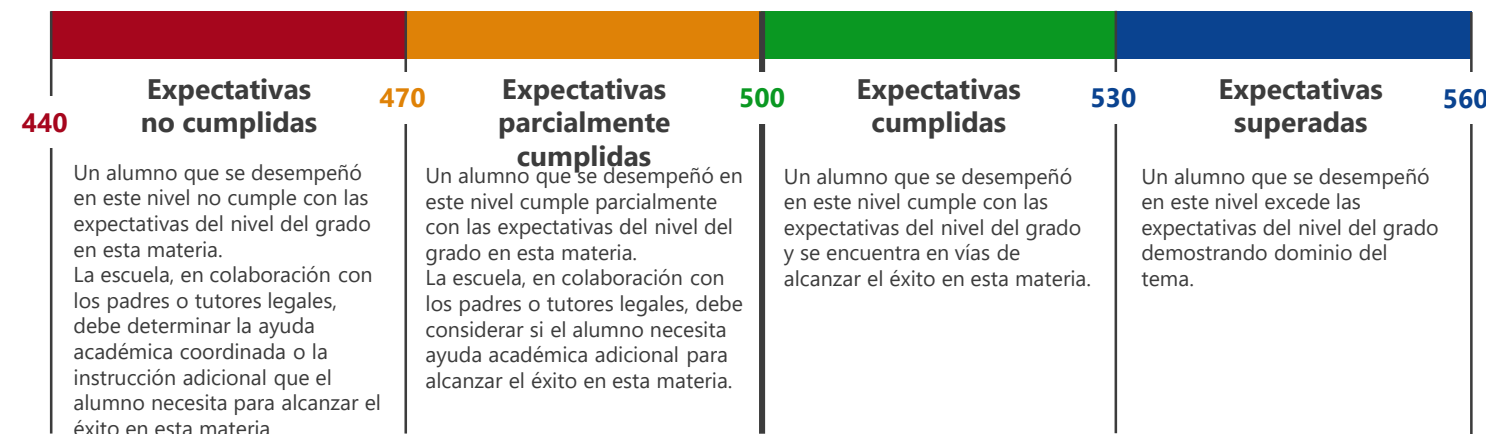 440
Expectativas
no cumplidas
Un alumno que se desempeñó
en este nivel no cumple con las
expectativas del nivel del grado
en esta materia.
La escuela, en colaboración con
los padres o tutores legales,
debe determinar la ayuda
académica coordinada o la
instrucción adicional que el
alumno necesita para alcanzar el
éxito en esta materia
470
Expectativas
parcialmente
cumplidas
Un alumno que se desempeñó en
este nivel cumple parcialmente
con las expectativas del nivel del
grado en esta materia.
La escuela, en colaboración con
los padres o tutores legales, debe
considerar si el alumno necesita
ayuda académica adicional para
alcanzar el éxito en esta materia.
500
Expectativas
cumplidas
Un alumno que se desempeñó
en este nivel cumple con las
expectativas del nivel del grado
y se encuentra en vías de
alcanzar el éxito en esta materia.
530
Expectativas
superadas
Un alumno que se desempeñó
en este nivel excede las
expectativas del nivel del grado
demostrando dominio del
tema.
560